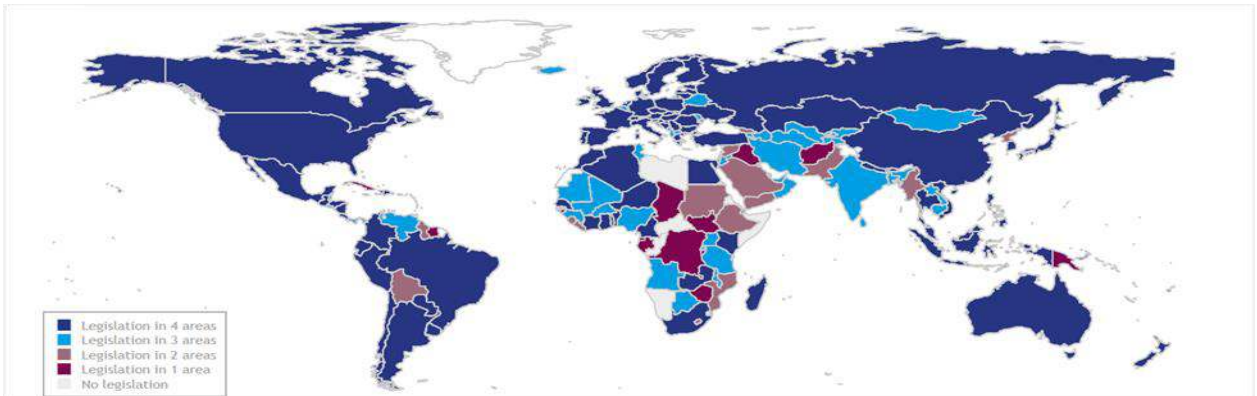 Legislation in 4 areas
Legislation in 3 areas
Legislation in 2 areas
Legislation in 1 area
No legislation